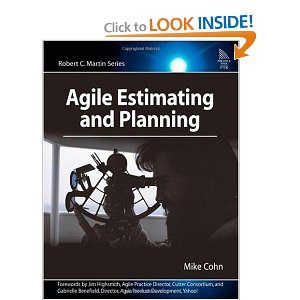 Click to LOOK INSIDE!
Robert C. Martin Series
Agile Estimating
and Planning
Mike Cohn
Forewords by Jim Highsmith, Agile Practice Director, Cutter Consortium, and
Gabrielle Benefield, Director, Agile Product Development, Yahoo!